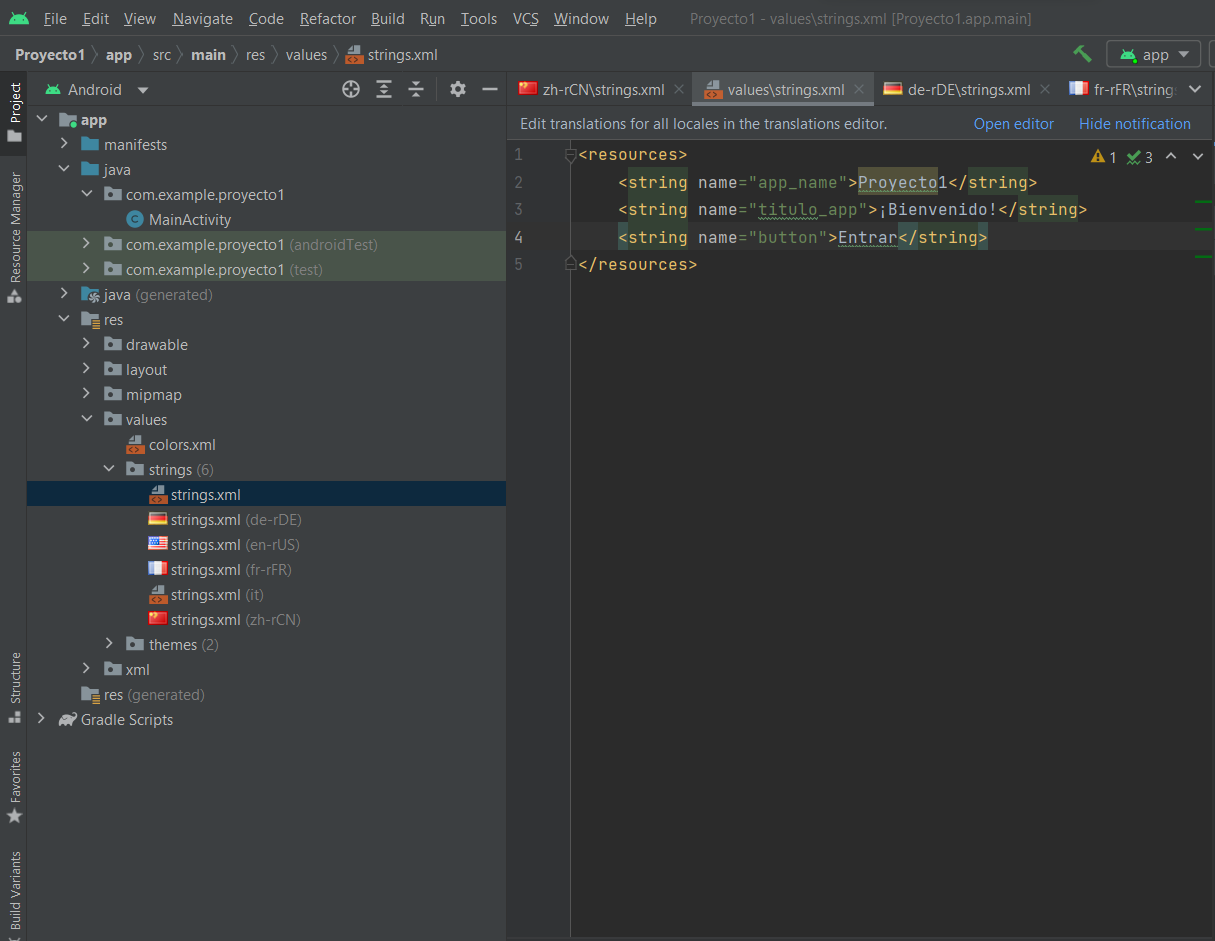 File Edit View Navigate Code Refactor Build Run Tools VCS Window Help Proyecto1 - values\strings.xml [Proyecto1.app.main]
Proyecto1 app src main res values strings.xml app
Project
Resource Manager
Structure
Favorites
Build Variants
Android
app
manifests
java
com.example.proyecto1
C MainActivity
com.example.proyecto1 (androidTest)
com.example.proyecto1 (test)
java (generated)
res
drawable
layout
mipmap
values
colors.xml
strings (6)
strings.xml
strings.xml (de-rDE)
strings.xml (en-rUS)
strings.xml (fr-rFR)
strings.xml (it)
strings.xml (zh-rCN)
themes (2)
xml
res (generated)
Gradle Scripts
zh-rCN\strings.xml values\strings.xml de-rDE\strings.xml fr-rFR\string
Edit translations for all locales in the translations editor. Open editor Hide notification
1 <resources> 1 3
2 <string name="app_name">Proyecto1</string>
3 <string name="titulo_app">¡Bienvenido!</string>
4 <string name="button">Entrar</string>
5 </resources>